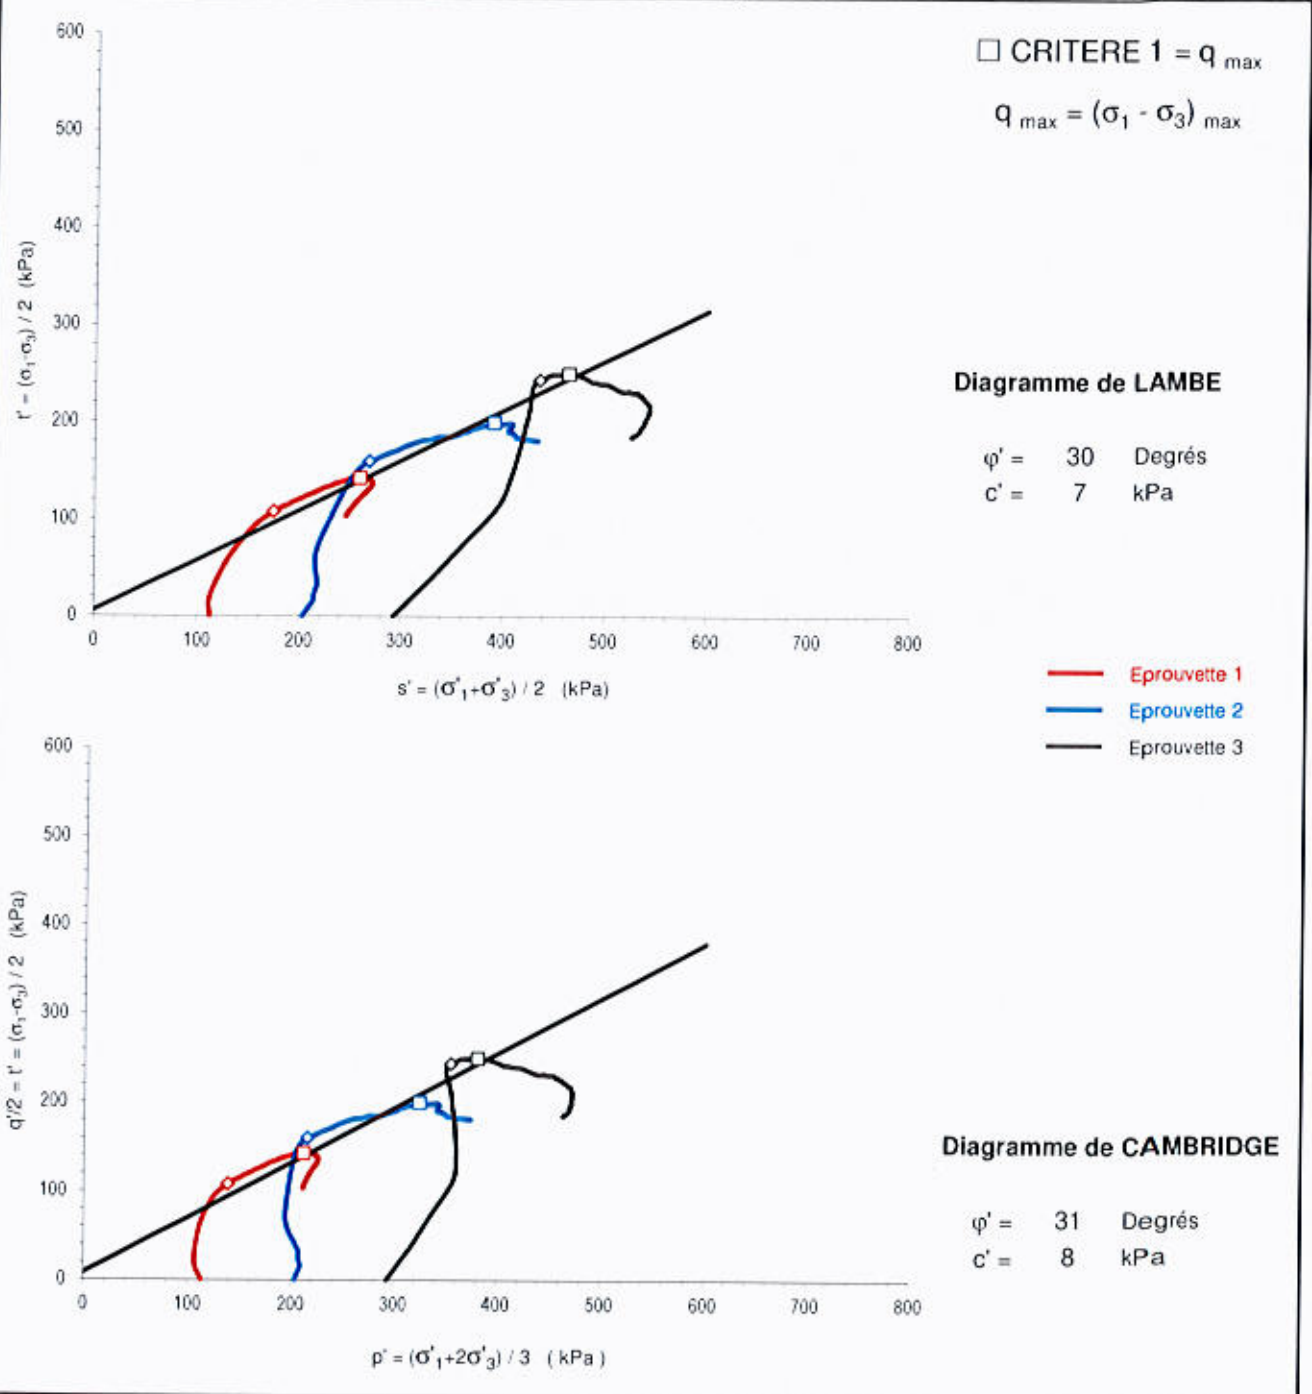 □ CRITERE 1 = q max
q max = (σ1 - σ3) max
600
500
400
300
200
100
0
t' = (σ1-σ3) / 2 (kPa)
0 100 200 300 400 500 600 700 800
s' = (σ'1+σ'3) / 2 (kPa)
Diagramme de LAMBE
φ' = 30 Degrés
c' = 7 kPa
Eprouvette 1
Eprouvette 2
Eprouvette 3
600
500
400
300
200
100
0
q'/2 = t' = (σ1-σ3) / 2 (kPa)
0 100 200 300 400 500 600 700 800
p' = (σ'1+2σ'3) / 3 ( kPa )
Diagramme de CAMBRIDGE
φ' = 31 Degrés
c' = 8 kPa